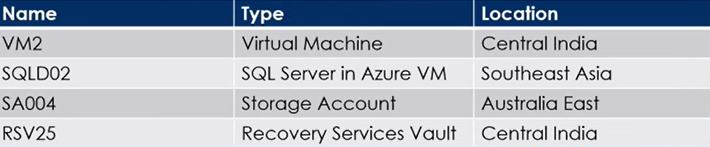 Name Type Location
VM2 Virtual Machine Central India
SQLD02 SQL Server in Azure VM Southeast Asia
SA004 Storage Account Australia East
RSV25 Recovery Services Vault Central India